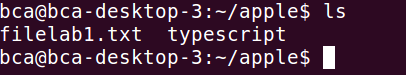 bca@bca-desktop-3:~/apple$ ls
filelab1.txt  typescript
bca@bca-desktop-3:~/apple$